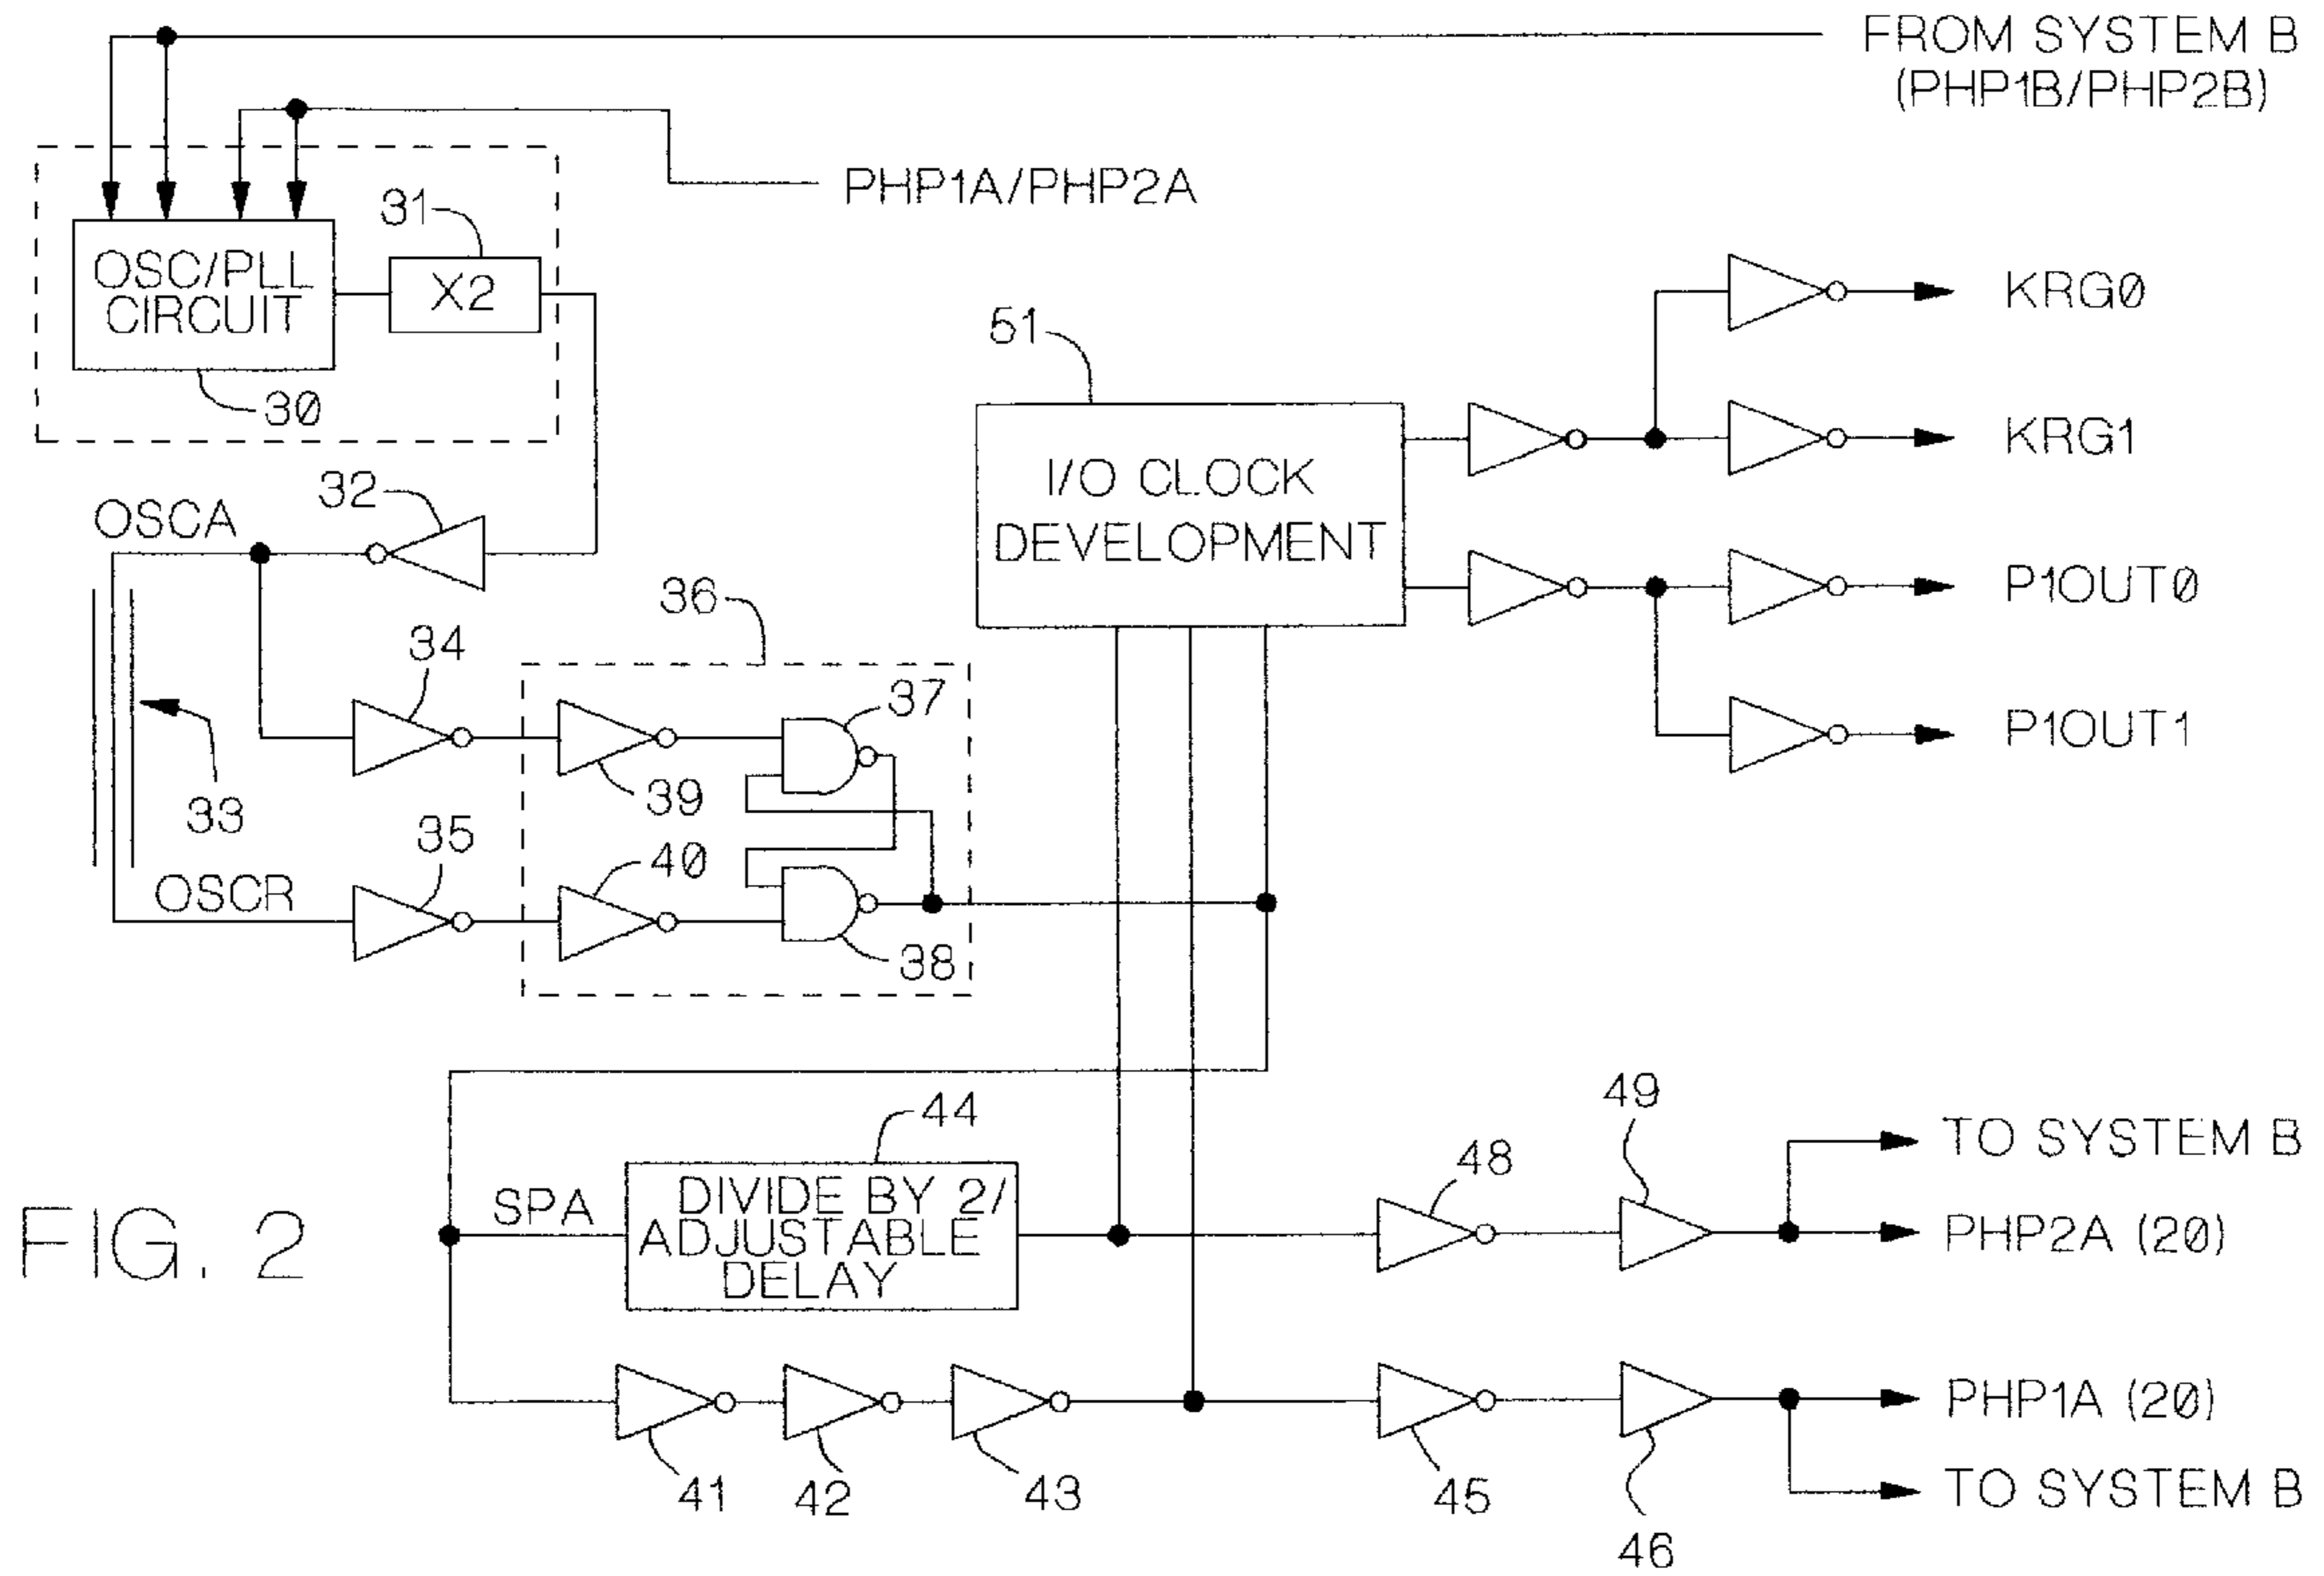 FROM SYSTEM B
(PHP1B/PHP2B)
PHP1A/PHP2A
31
OSC/PLL
CIRCUIT
X2
30
51
KRG0
KRG1
I/O CLOCK
DEVELOPMENT
32
OSCA
P1OUT0
36
34
37
P1OUT1
39
33
35
40
OSCR
38
44
49
TO SYSTEM B
48
SPA
DIVIDE BY 2/
ADJUSTABLE
DELAY
PHP2A (20)
FIG. 2
PHP1A (20)
41
42
43
45
TO SYSTEM B
46